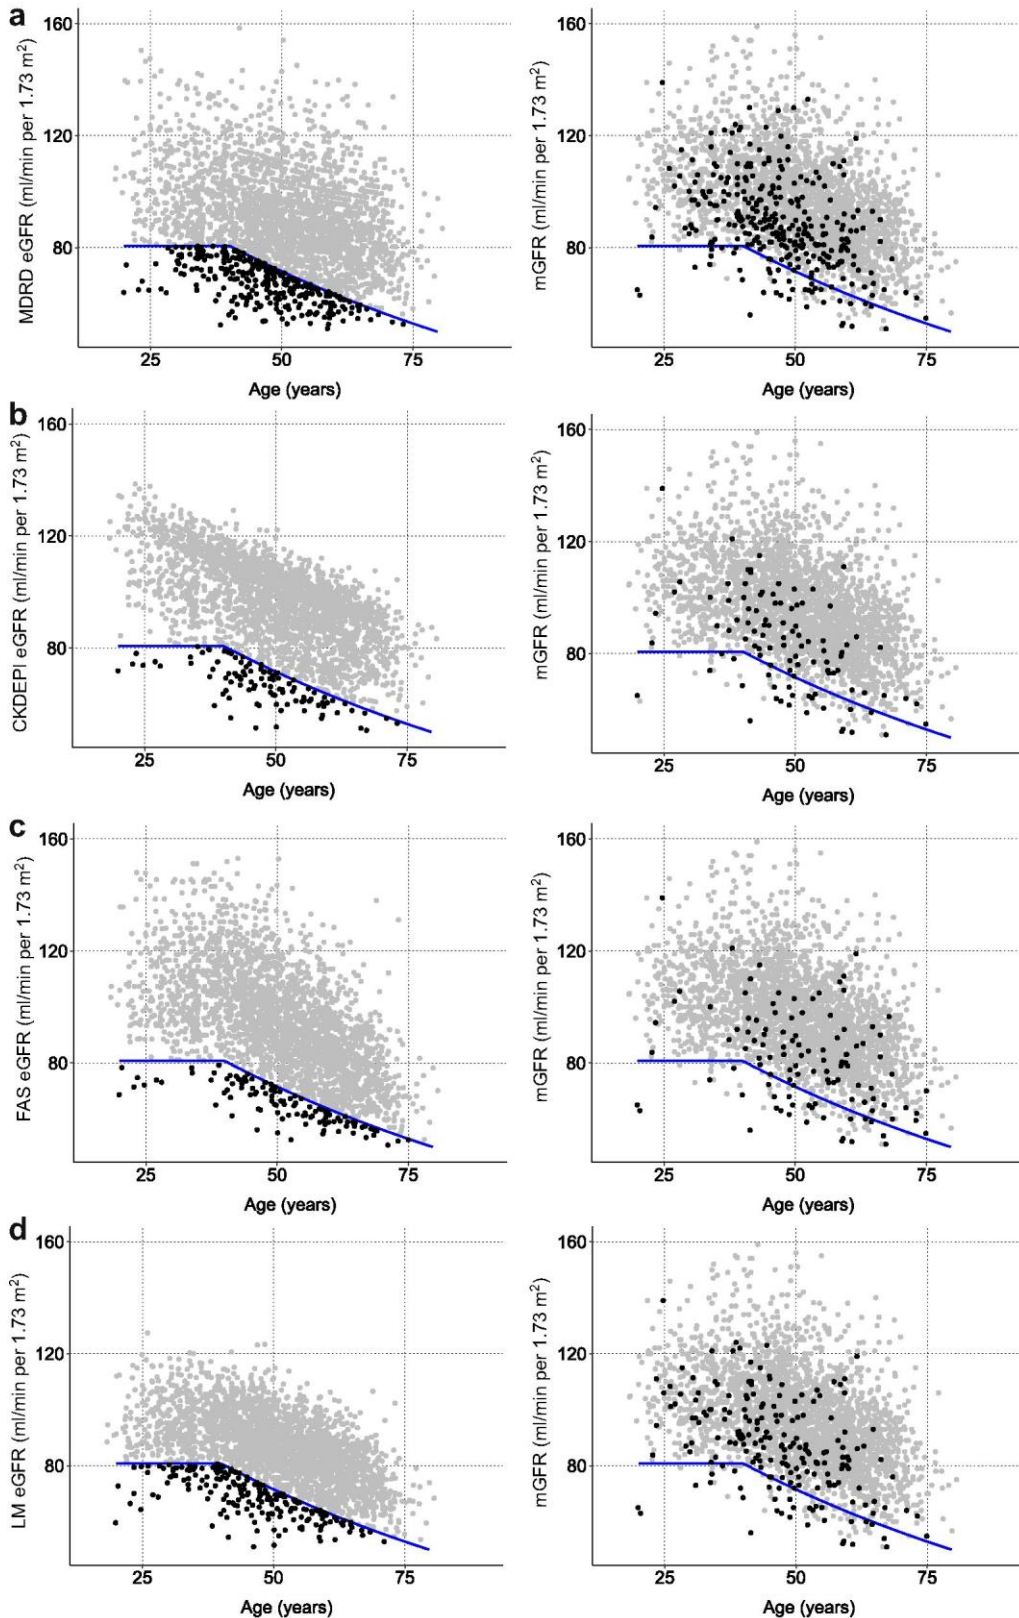 a
160
120
80
25 50 75
MDRD eGFR (ml/min per 1.73 m²)
Age (years)
160
120
80
25 50 75
mGFR (ml/min per 1.73 m²)
Age (years)
b
160
120
80
25 50 75
CKDEPI eGFR (ml/min per 1.73 m²)
Age (years)
160
120
80
25 50 75
mGFR (ml/min per 1.73 m²)
Age (years)
c
160
120
80
25 50 75
FAS eGFR (ml/min per 1.73 m²)
Age (years)
160
120
80
25 50 75
mGFR (ml/min per 1.73 m²)
Age (years)
d
160
120
80
25 50 75
LM eGFR (ml/min per 1.73 m²)
Age (years)
160
120
80
25 50 75
mGFR (ml/min per 1.73 m²)
Age (years)